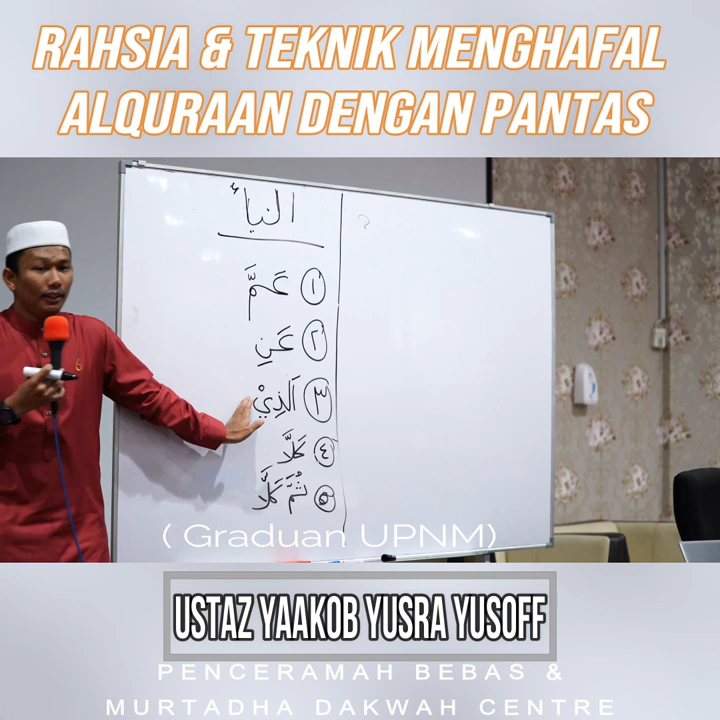 RAHSIA & TEKNIK MENGHAFAL
ALQURAAN DENGAN PANTAS
النبأ
١ عَمَّ
٢ عَنِ
٣ الَّذِيْ
٤ كَلَّا
٥ ثُمَّ كَلَّا
( Graduan UPNM)
USTAZ YAAKOB YUSRA YUSOFF
PENCERAMAH BEBAS &
MURTADHA DAKWAH CENTRE